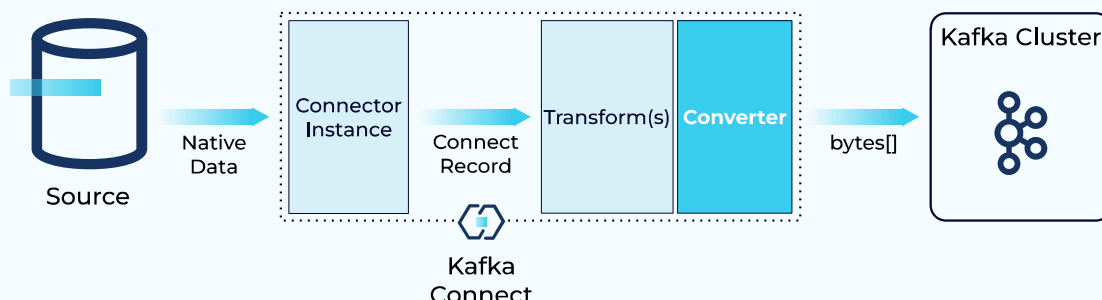 Kafka Cluster
Connector
Instance
Transform(s)
Converter
Native
Data
Connect
Record
bytes[]
Source
Kafka
Connect